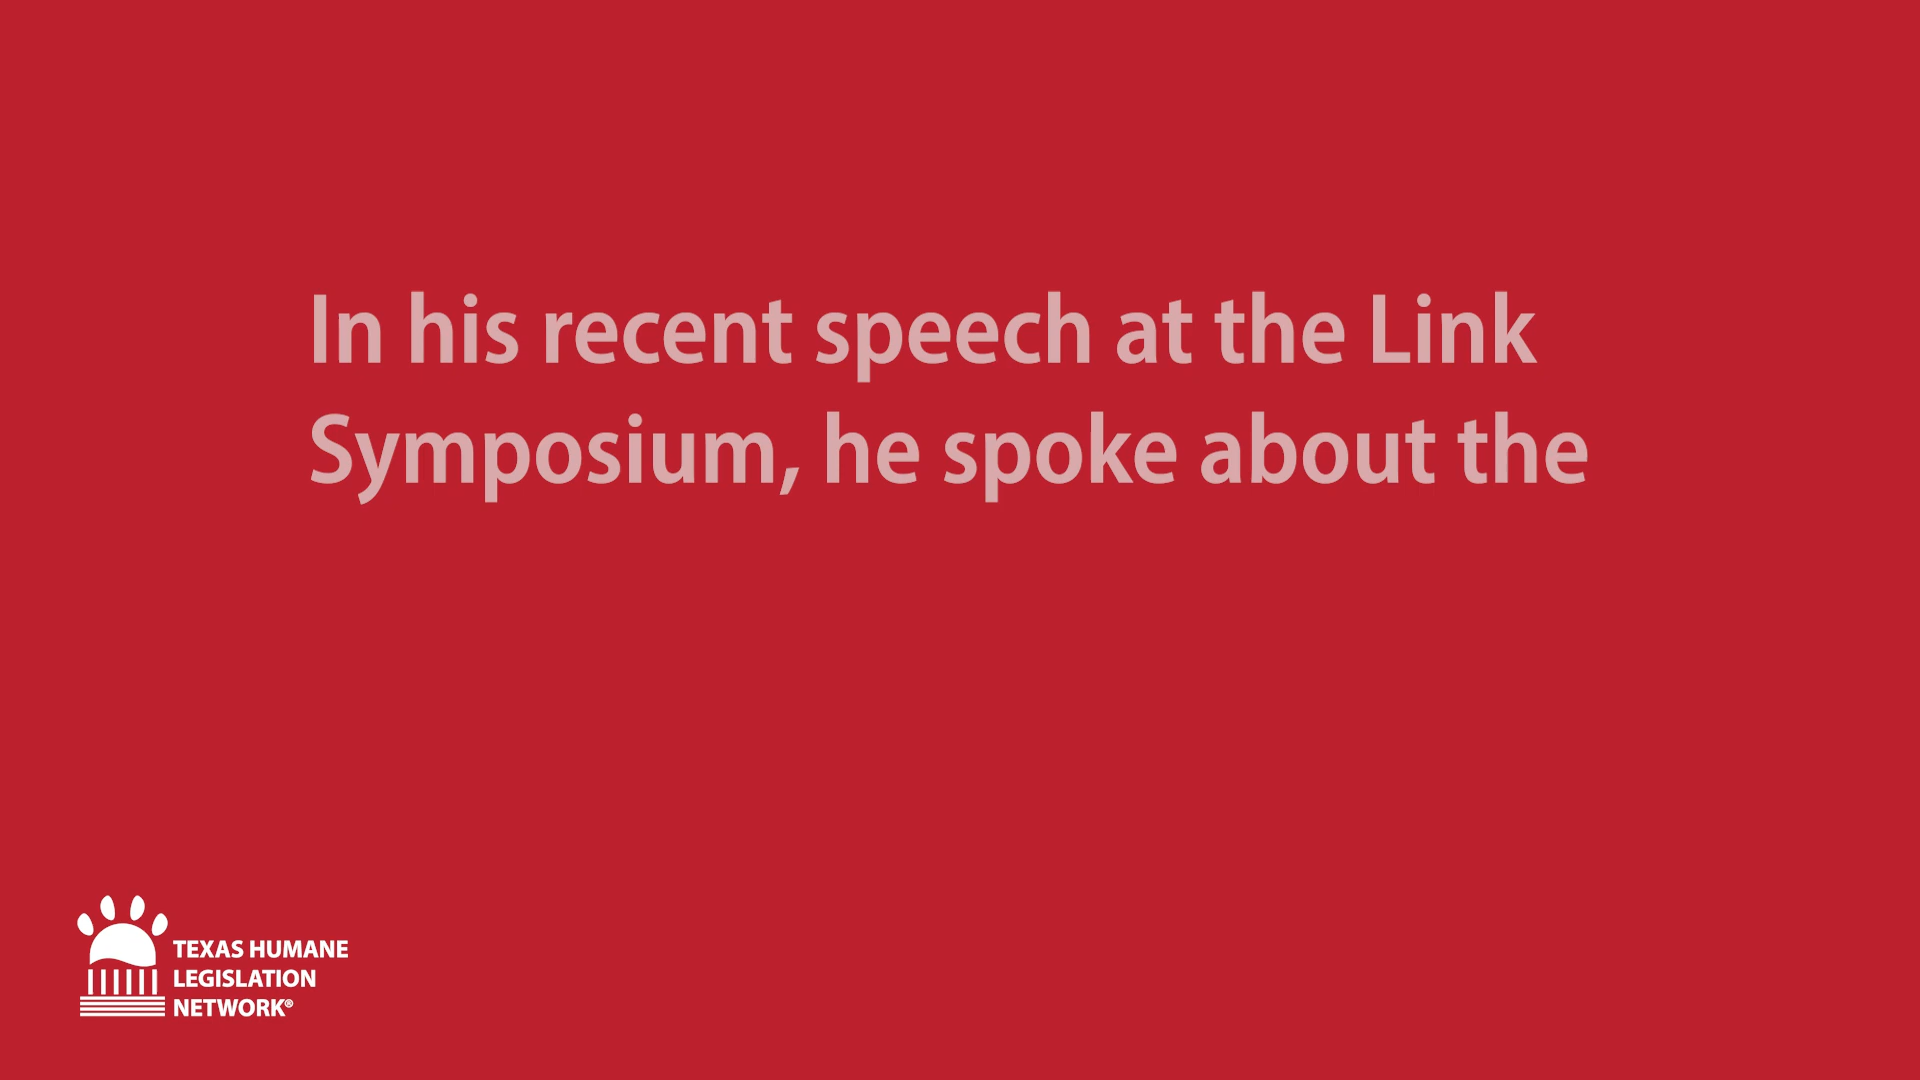 In his recent speech at the Link
Symposium, he spoke about the
TEXAS HUMANE
LEGISLATION
NETWORK®